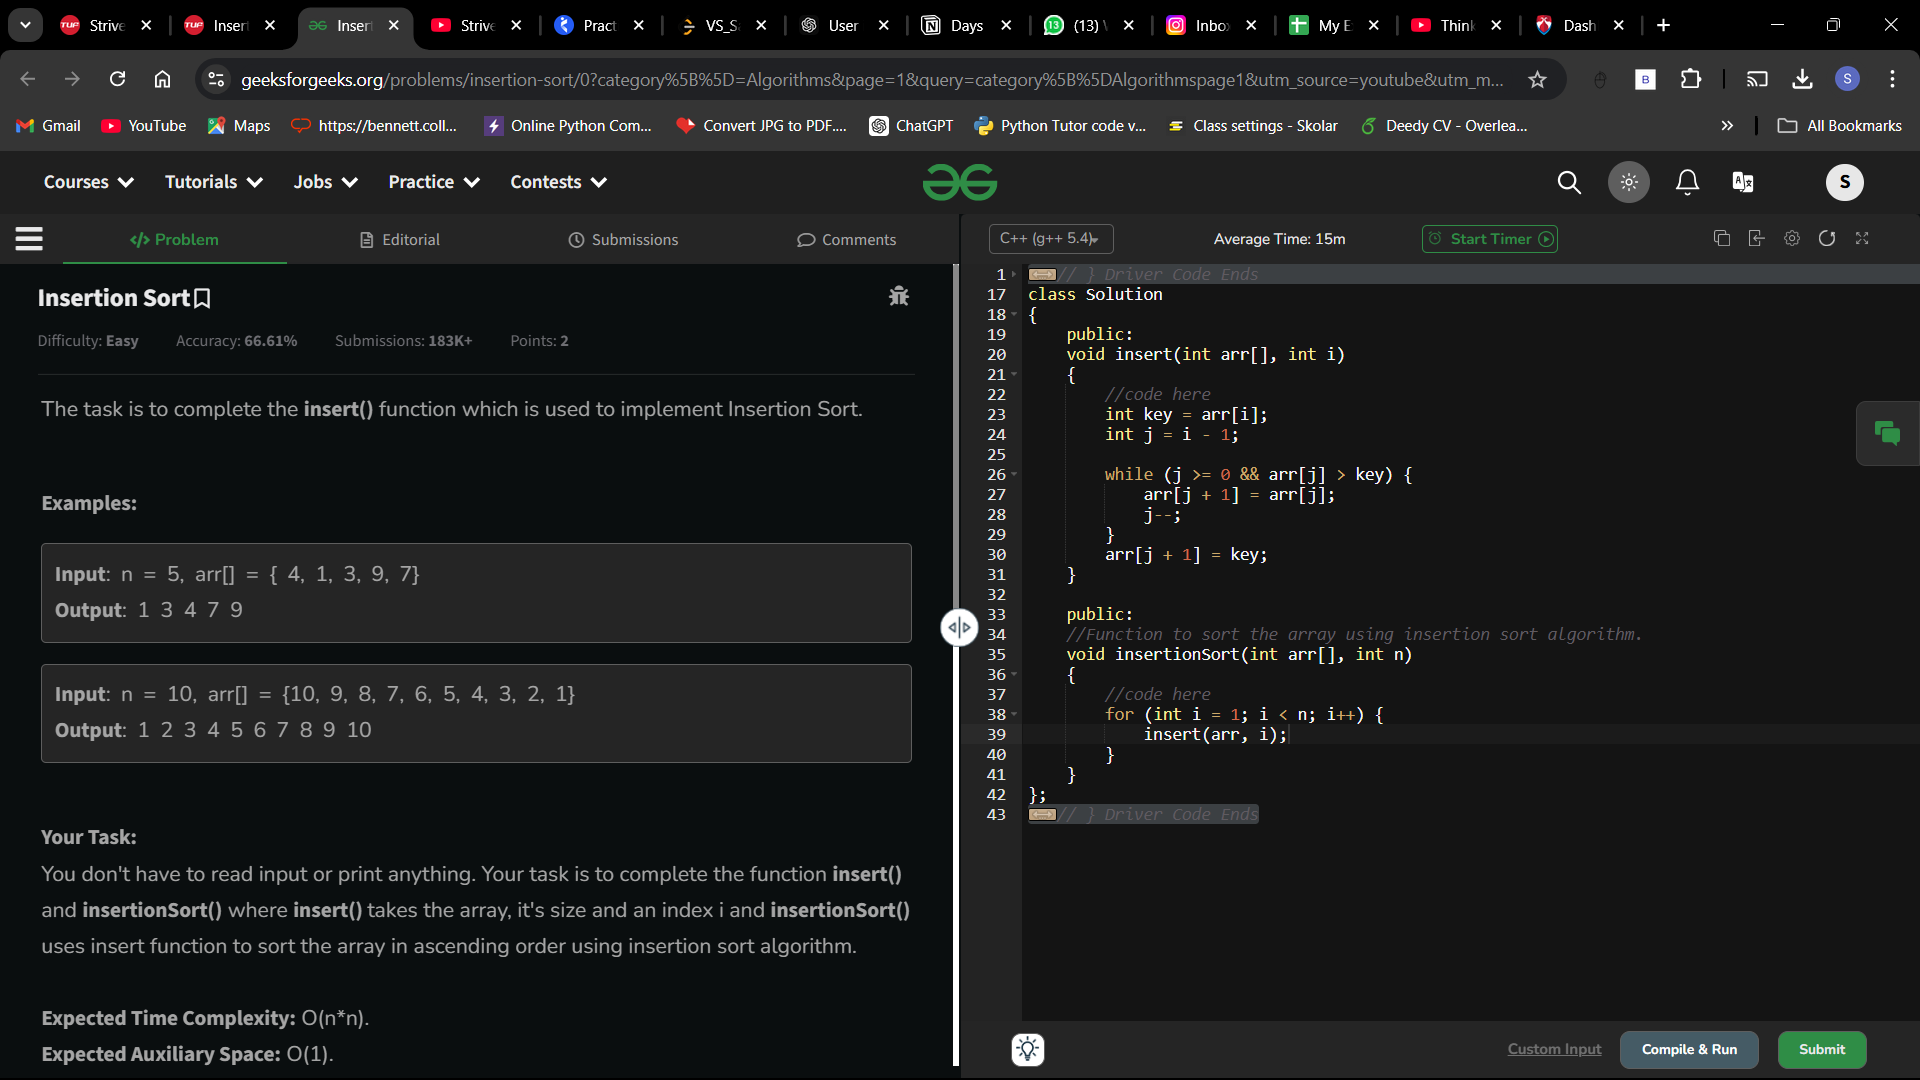 Strive
Inser
Inser
Strive
Pract
VS_S
User
Days
(13)
Inbo
My E
Think
Dash
geeksforgeeks.org/problems/insertion-sort/0?category%5B%5D=Algorithms&page=1&query=category%5B%5DAlgorithmspage1&utm_source=youtube&utm_m...
S
Gmail
YouTube
Maps
https://bennett.coll...
Online Python Com...
Convert JPG to PDF....
ChatGPT
Python Tutor code v...
Class settings - Skolar
Deedy CV - Overlea...
All Bookmarks
Courses
Tutorials
Jobs
Practice
Contests
S
Problem
Editorial
Submissions
Comments
C++ (g++ 5.4)
Average Time: 15m
Start Timer
Insertion Sort
Difficulty: Easy
Accuracy: 66.61%
Submissions: 183K+
Points: 2
The task is to complete the insert() function which is used to implement Insertion Sort.
Examples:
Input: n = 5, arr[] = { 4, 1, 3, 9, 7}
Output: 1 3 4 7 9
Input: n = 10, arr[] = {10, 9, 8, 7, 6, 5, 4, 3, 2, 1}
Output: 1 2 3 4 5 6 7 8 9 10
Your Task:
You don't have to read input or print anything. Your task is to complete the function insert()
and insertionSort() where insert() takes the array, it's size and an index i and insertionSort()
uses insert function to sort the array in ascending order using insertion sort algorithm.
Expected Time Complexity: O(n*n).
Expected Auxiliary Space: O(1).
1 // } Driver Code Ends
17 class Solution
18 {
19 public:
20 void insert(int arr[], int i)
21 {
22 //code here
23 int key = arr[i];
24 int j = i - 1;
25
26 while (j >= 0 && arr[j] > key) {
27 arr[j + 1] = arr[j];
28 j--;
29 }
30 arr[j + 1] = key;
31 }
32
33 public:
34 //Function to sort the array using insertion sort algorithm.
35 void insertionSort(int arr[], int n)
36 {
37 //code here
38 for (int i = 1; i < n; i++) {
39 insert(arr, i);
40 }
41 }
42 };
43 // } Driver Code Ends
Custom Input
Compile & Run
Submit